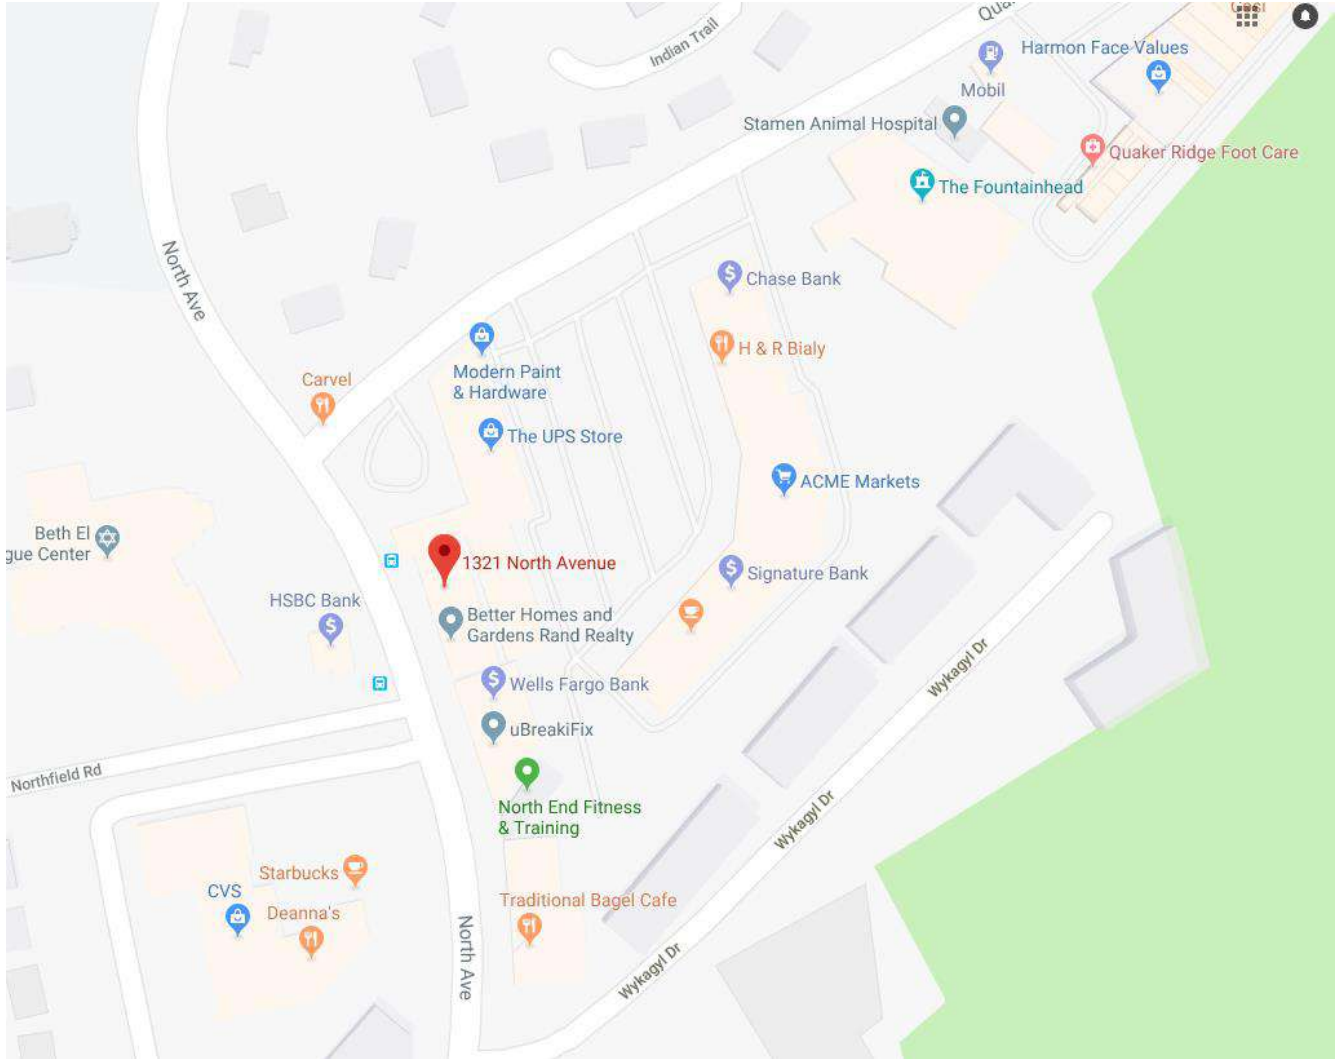 Qua
Cosi
Indian Trail
Harmon Face Values
Mobil
Stamen Animal Hospital
Quaker Ridge Foot Care
The Fountainhead
North Ave
Chase Bank
H & R Bialy
Carvel
Modern Paint
& Hardware
The UPS Store
ACME Markets
Beth El
gue Center
1321 North Avenue
Signature Bank
HSBC Bank
Better Homes and
Gardens Rand Realty
Wykagyl Dr
Wells Fargo Bank
uBreakiFix
Northfield Rd
North End Fitness
& Training
Wykagyl Dr
Starbucks
CVS
Deanna's
Traditional Bagel Cafe
North Ave
Wykagyl Dr